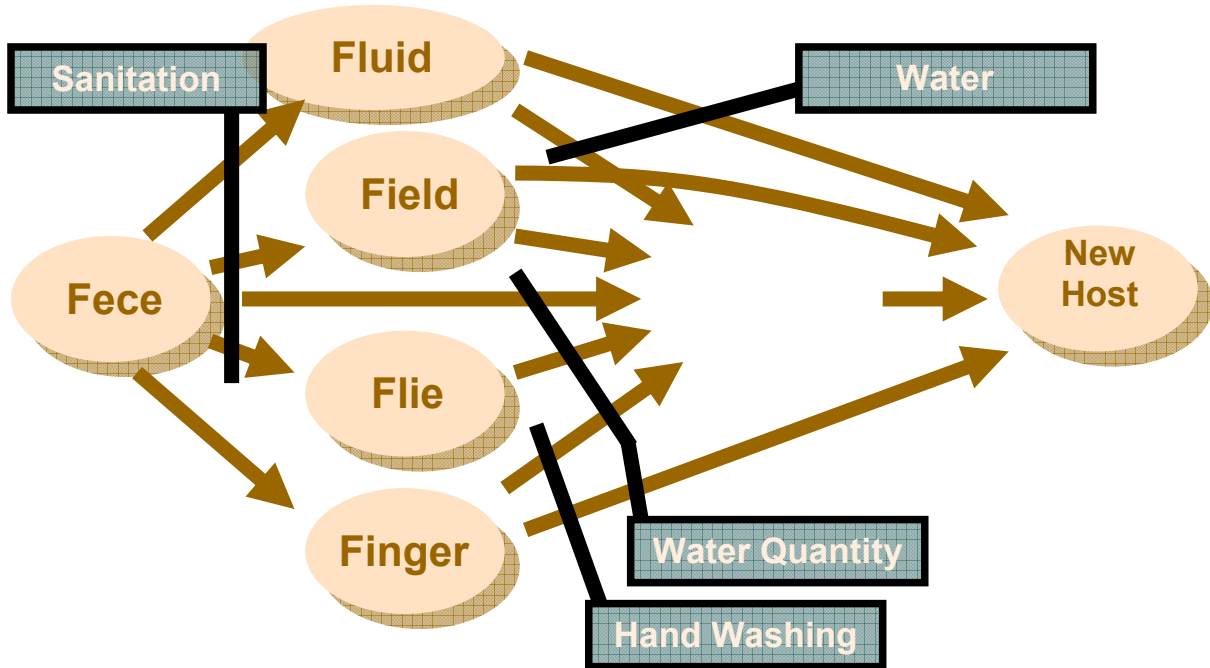 Fluid
Sanitation
Water
Field
New
Host
Fece
Flie
Finger
Water Quantity
Hand Washing